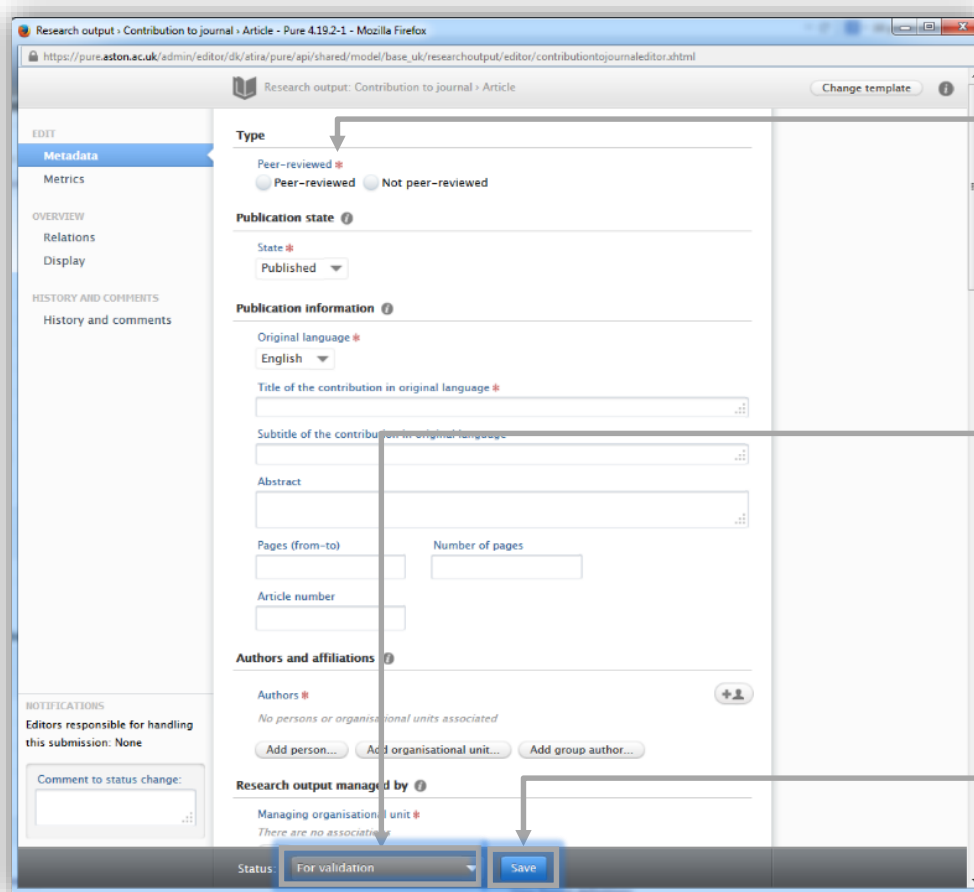 Research output › Contribution to journal › Article - Pure 4.19.2-1 - Mozilla Firefox
https://pure.aston.ac.uk/admin/editor/dk/atira/pure/api/shared/model/base_uk/researchoutput/editor/contributiontojournaleditor.xhtml
Research output: Contribution to journal › Article
Change template
EDIT
Metadata
Metrics
OVERVIEW
Relations
Display
HISTORY AND COMMENTS
History and comments
Type
Peer-reviewed *
Peer-reviewed Not peer-reviewed
Publication state
State *
Published
Publication information
Original language *
English
Title of the contribution in original language *
Subtitle of the contribution in original language
Abstract
Pages (from-to) Number of pages
Article number
Authors and affiliations
Authors *
No persons or organisational units associated
Add person... Add organisational unit... Add group author...
Research output managed by
Managing organisational unit *
There are no associations
NOTIFICATIONS
Editors responsible for handling
this submission: None
Comment to status change:
Status: For validation Save